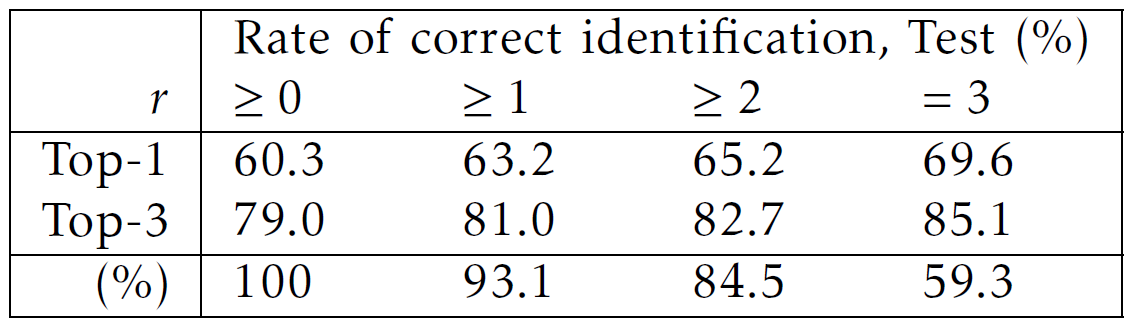 Rate of correct identification, Test (%)
r ≥ 0 ≥ 1 ≥ 2 = 3
Top-1 60.3 63.2 65.2 69.6
Top-3 79.0 81.0 82.7 85.1
(%) 100 93.1 84.5 59.3